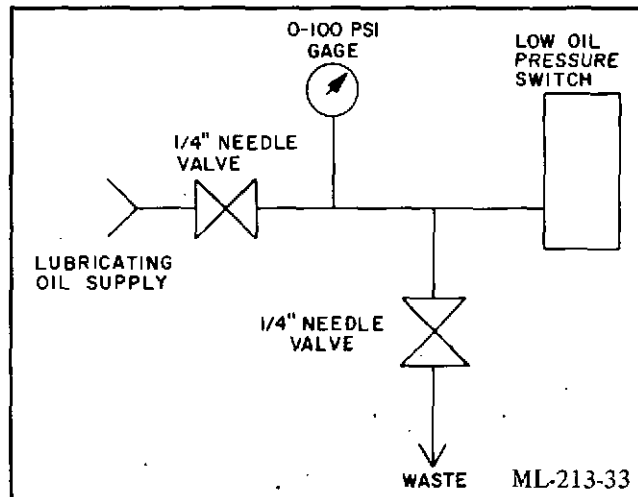 0-100 PSI
GAGE
LOW OIL
PRESSURE
SWITCH
1/4" NEEDLE
VALVE
LUBRICATING
OIL SUPPLY
1/4" NEEDLE
VALVE
WASTE
ML-213-33